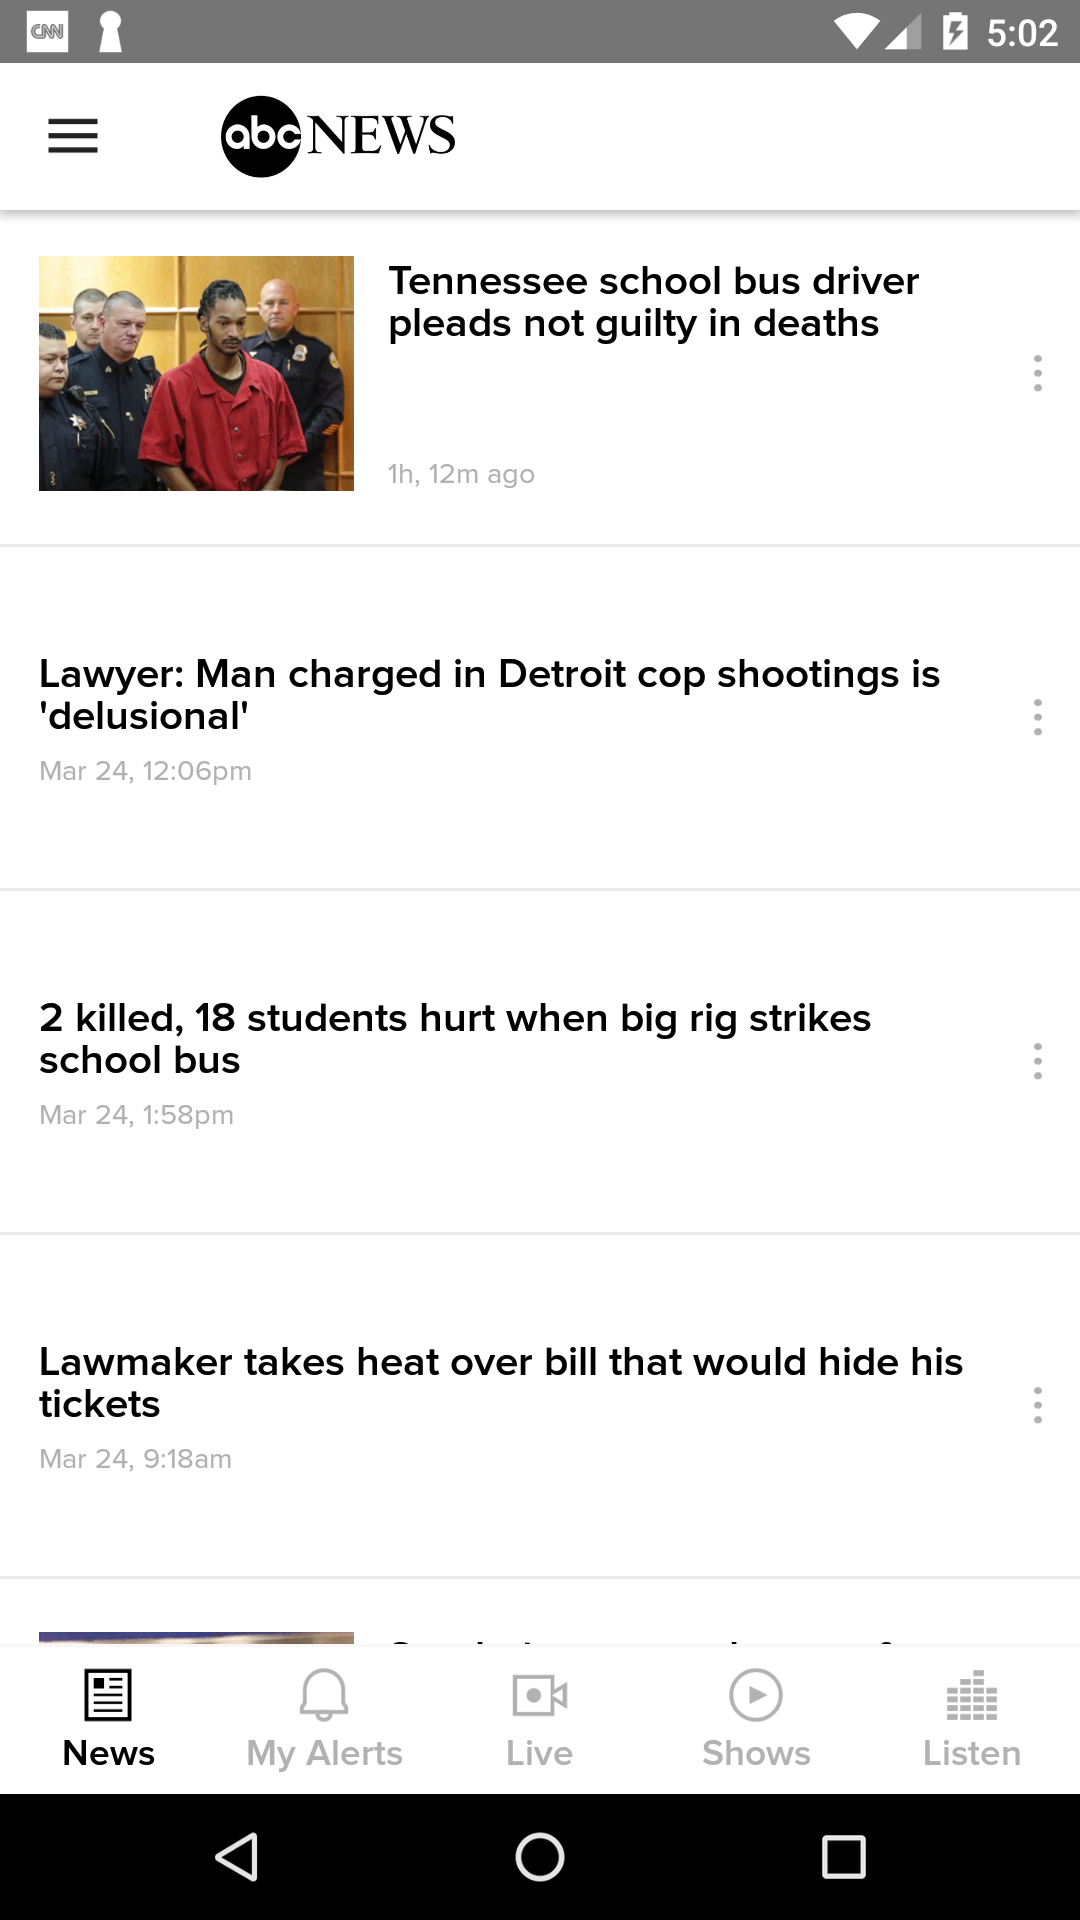 CNN
5:02
abc NEWS
Tennessee school bus driver
pleads not guilty in deaths
1h, 12m ago
Lawyer: Man charged in Detroit cop shootings is
'delusional'
Mar 24, 12:06pm
2 killed, 18 students hurt when big rig strikes
school bus
Mar 24, 1:58pm
Lawmaker takes heat over bill that would hide his
tickets
Mar 24, 9:18am
News
My Alerts
Live
Shows
Listen